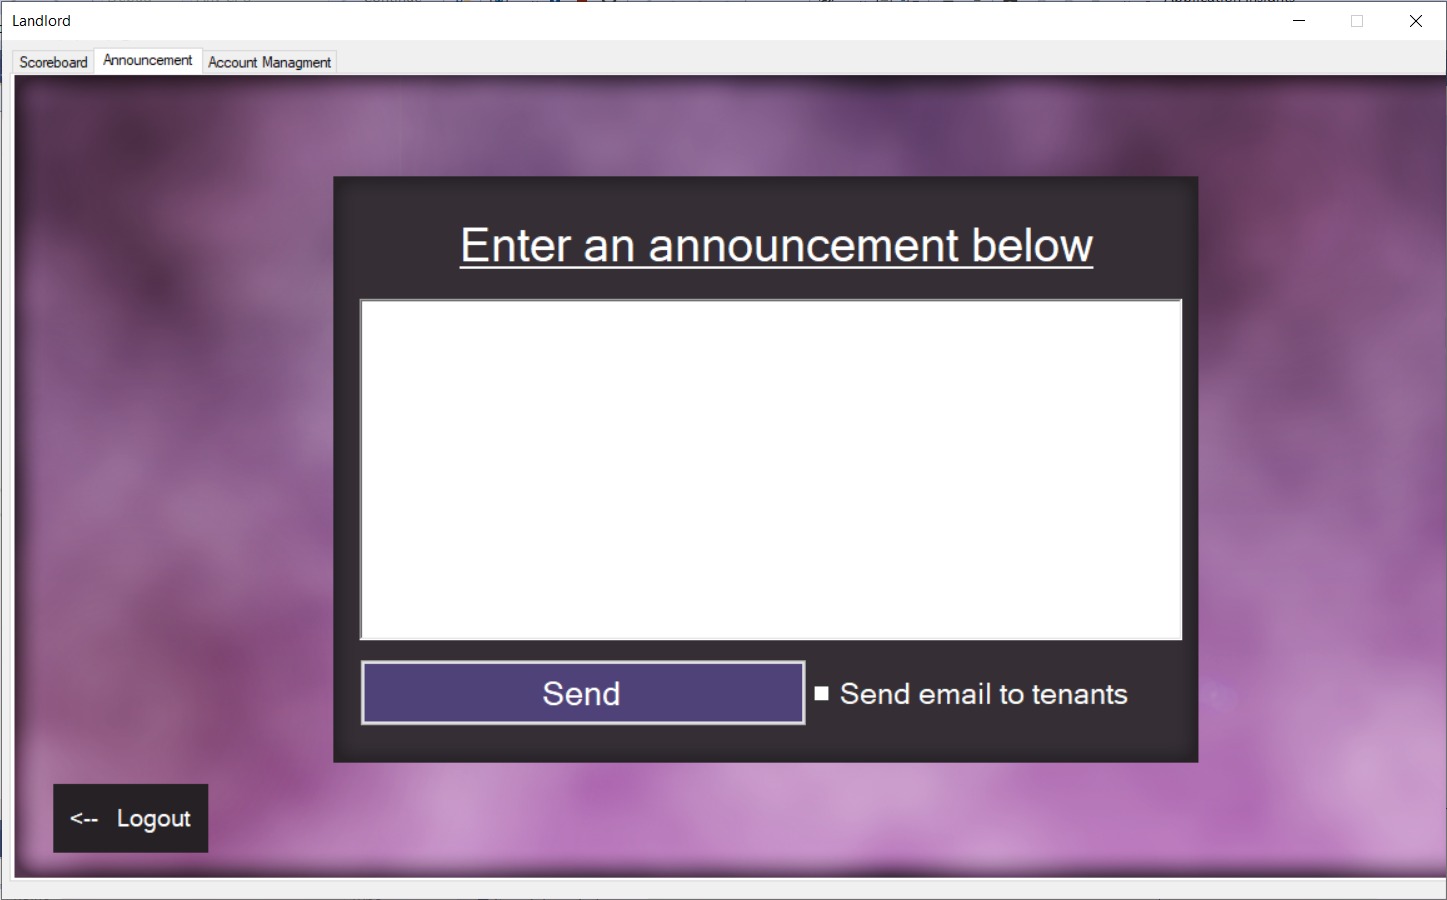 Landlord
Scoreboard Announcement Account Managment
Enter an announcement below
Send Send email to tenants
<-- Logout